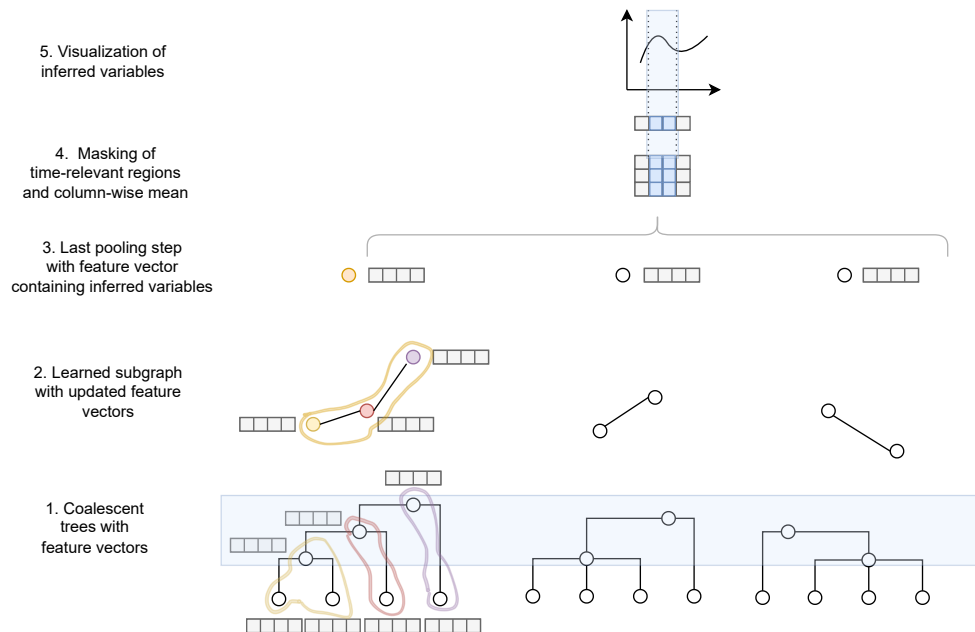 5. Visualization of
inferred variables
4. Masking of
time-relevant regions
and column-wise mean
3. Last pooling step
with feature vector
containing inferred variables
2. Learned subgraph
with updated feature
vectors
1. Coalescent
trees with
feature vectors